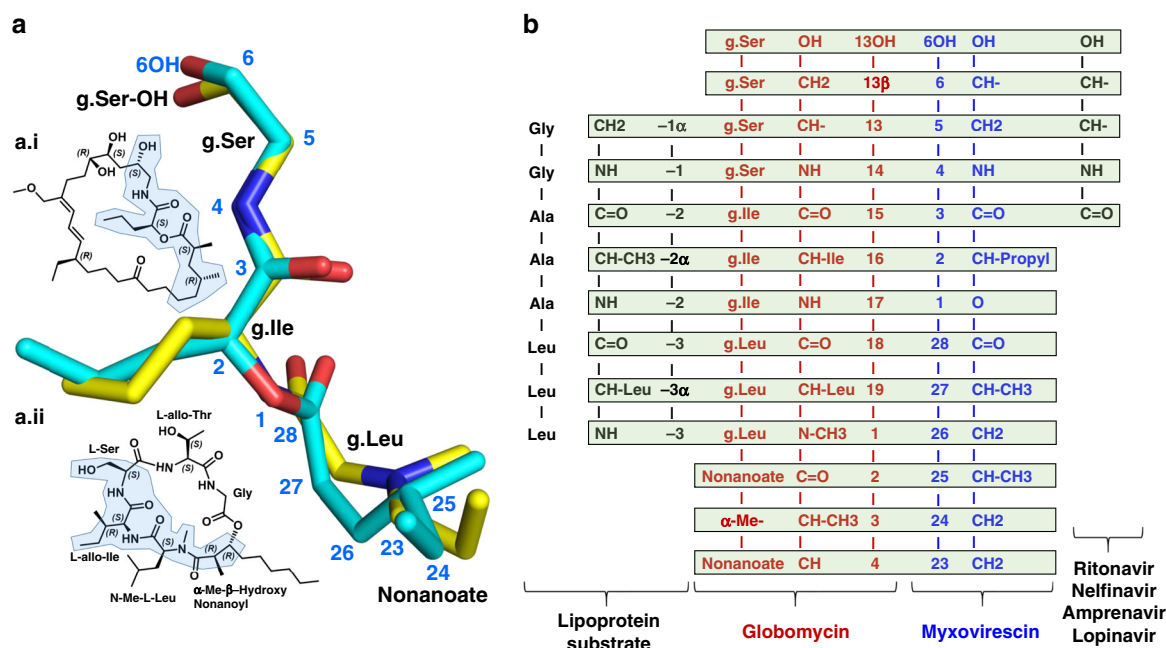 a
6OH
6
g.Ser-OH
g.Ser
5
a.i
OH
(S)
OH
(R)
OH
(S)
O
NH
O
O
(S)
O
(S)
(R)
(R)
O
4
3
g.Ile
2
1
28
g.Leu
27
25
26
23
24
Nonanoate
a.ii
L-allo-Thr
HO
(S)
L-Ser
(S)
HO
(S)
N
H
O
O
NH
NH
Gly
O
(S)
O
O
(R)
NH
O
N
(R)
(R)
(S)
O
L-allo-Ile
N-Me-L-Leu
α-Me-β–Hydroxy
Nonanoyl
b
g.Ser OH 13OH 6OH OH OH
g.Ser CH2 13β 6 CH- CH-
Gly CH2 –1α g.Ser CH- 13 5 CH2 CH-
Gly NH –1 g.Ser NH 14 4 NH NH
Ala C=O –2 g.Ile C=O 15 3 C=O C=O
Ala CH-CH3 –2α g.Ile CH-Ile 16 2 CH-Propyl
Ala NH –2 g.Ile NH 17 1 O
Leu C=O –3 g.Leu C=O 18 28 C=O
Leu CH-Leu –3α g.Leu CH-Leu 19 27 CH-CH3
Leu NH –3 g.Leu N-CH3 1 26 CH2
Nonanoate C=O 2 25 CH-CH3
α-Me- CH-CH3 3 24 CH2
Nonanoate CH 4 23 CH2
Lipoprotein
substrate
Globomycin
Myxovirescin
Ritonavir
Nelfinavir
Amprenavir
Lopinavir